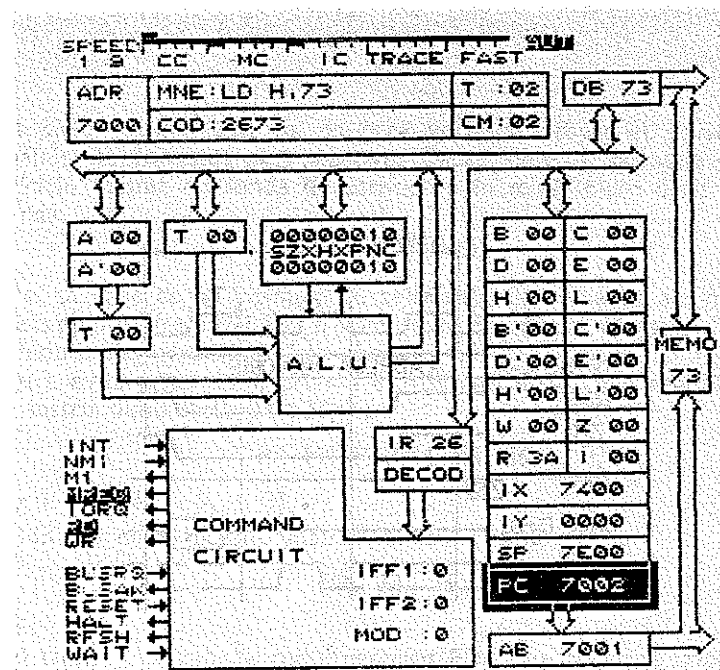 SPEED:
1 9 CC MC IC TRACE FAST
ADR MNE:LD H,73 T :02 DB 73
7000 COD:2673 CM:02
A 00 T 00 00000010 B 00 C 00
A'00 SZXHXPNC D 00 E 00
00000010
T 00 H 00 L 00
A.L.U. B'00 C'00 MEMO
D'00 E'00 73
H'00 L'00
W 00 Z 00
INT IR 26 R 3A I 00
NMI DECOD
M1 IX 7400
IORQ COMMAND IY 0000
WR CIRCUIT SP 7E00
IFF1:0 PC 7002
RESET IFF2:0
HALT
RFSH MOD :0 AB 7001
WAIT